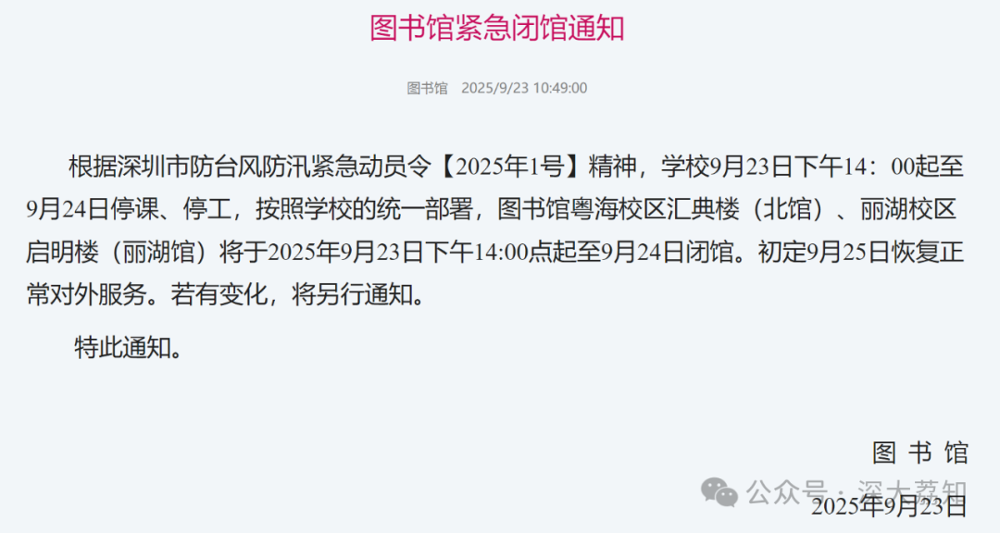 图书馆紧急闭馆通知
图书馆 2025/9/23 10:49:00
根据深圳市防台风防汛紧急动员令【2025年1号】精神，学校9月23日下午14：00起至
9月24日停课、停工，按照学校的统一部署，图书馆粤海校区汇典楼（北馆）、丽湖校区
启明楼（丽湖馆）将于2025年9月23日下午14:00点起至9月24日闭馆。初定9月25日恢复正
常对外服务。若有变化，将另行通知。
特此通知。
图 书 馆
公众号 · 深大荔知
2025年9月23日